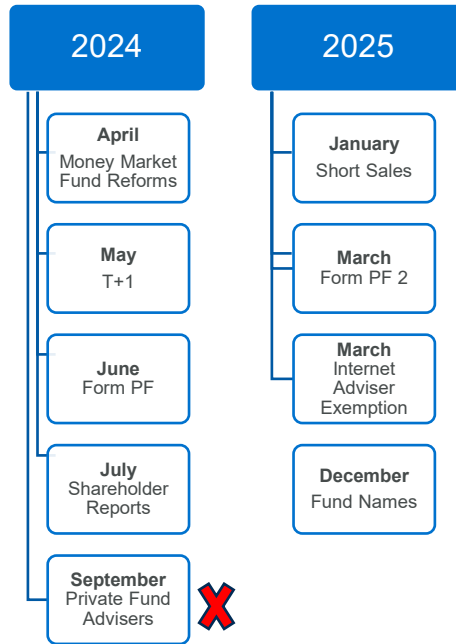 2024
April
Money Market
Fund Reforms
May
T+1
June
Form PF
July
Shareholder
Reports
September
Private Fund
Advisers
2025
January
Short Sales
March
Form PF 2
March
Internet
Adviser
Exemption
December
Fund Names